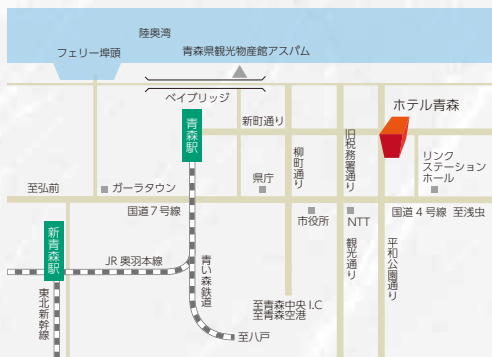 陸奥湾
フェリー埠頭
青森県観光物産館アスパム
ベイブリッジ
ホテル青森
青森駅
新町通り
旧税務署通り
柳町通り
リンク
ステーション
ホール
県庁
至弘前
ガーラタウン
国道7号線
市役所
NTT
国道4号線 至浅虫
新青森駅
JR奥羽本線
青い森鉄道
観光通り
平和公園通り
東北新幹線
至青森中央I.C
至青森空港
至八戸